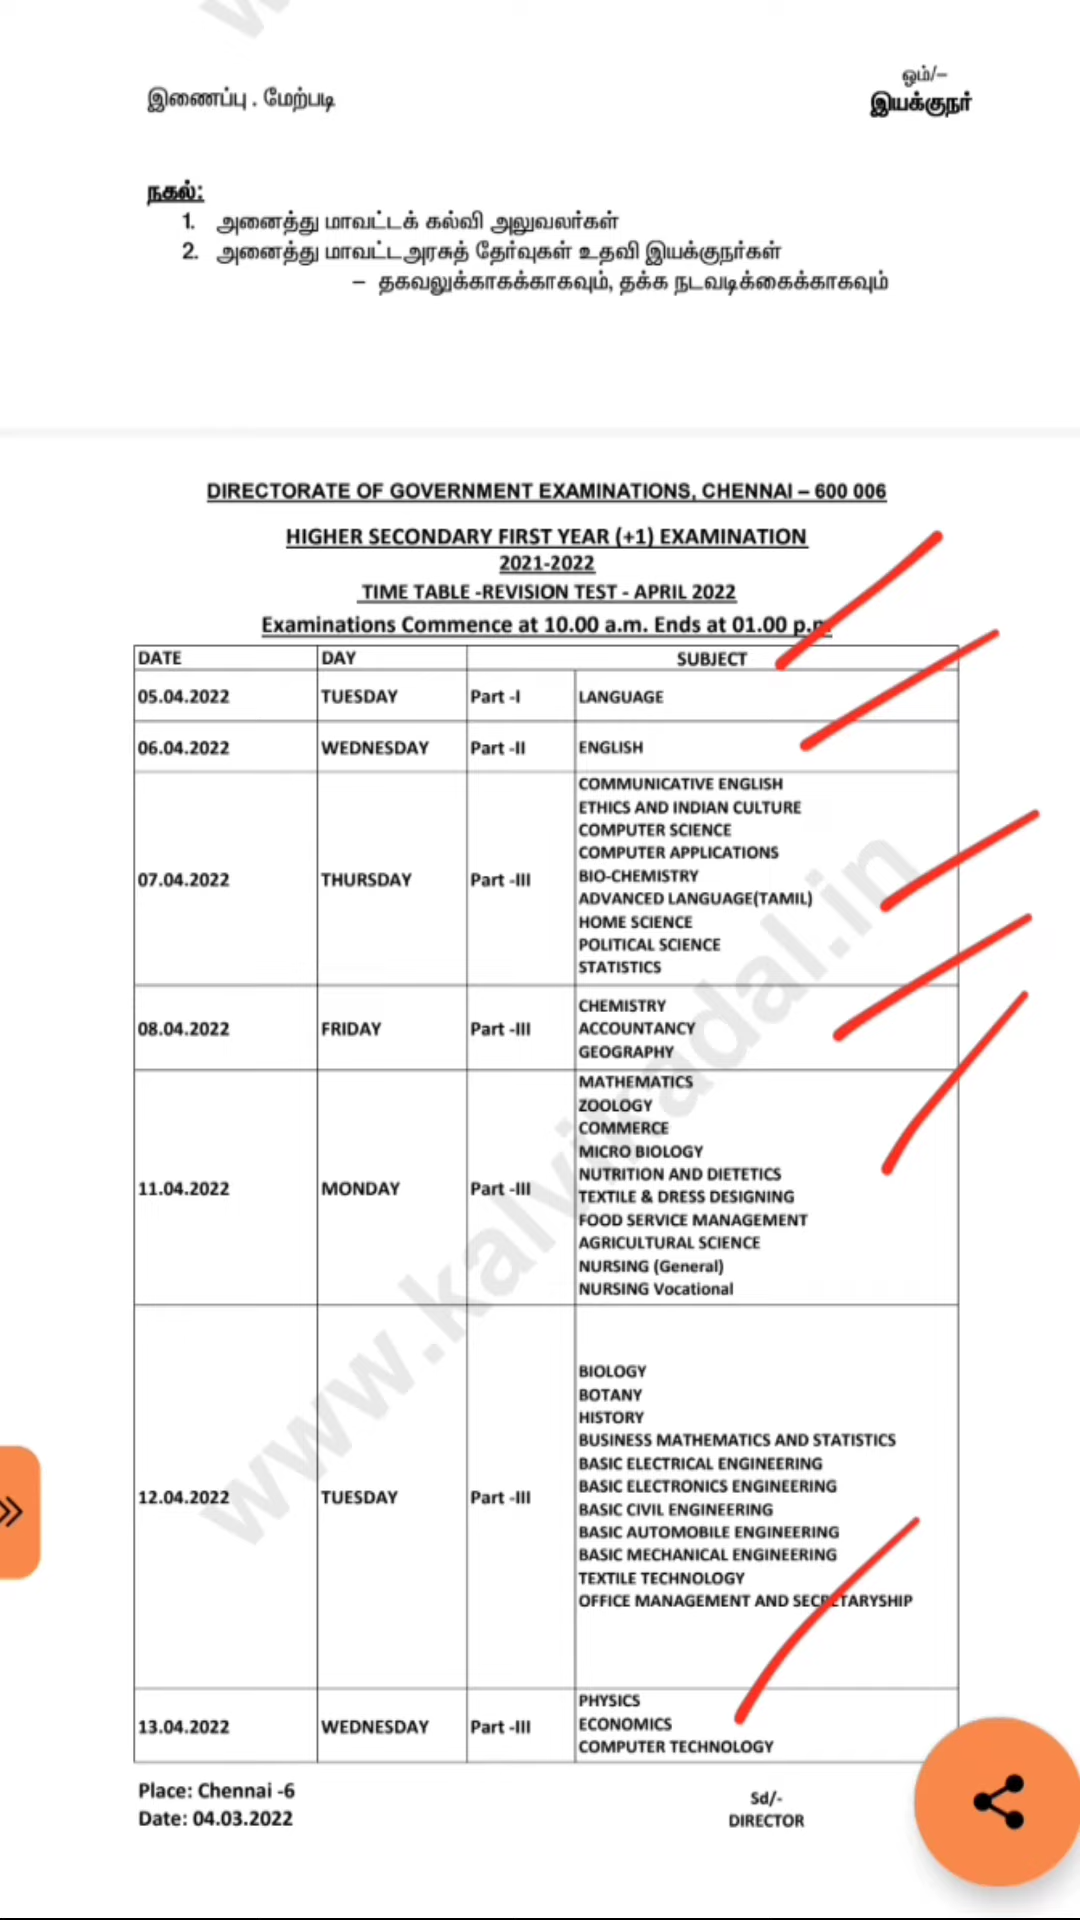 ஒம்/–
இணைப்பு . மேற்படி
இயக்குநர்
நகல்:
1. அனைத்து மாவட்டக் கல்வி அலுவலர்கள்
2. அனைத்து மாவட்டஅரசுத் தேர்வுகள் உதவி இயக்குநர்கள்
– தகவலுக்காகக்காகவும், தக்க நடவடிக்கைக்காகவும்
DIRECTORATE OF GOVERNMENT EXAMINATIONS, CHENNAI – 600 006
HIGHER SECONDARY FIRST YEAR (+1) EXAMINATION
2021-2022
TIME TABLE -REVISION TEST - APRIL 2022
Examinations Commence at 10.00 a.m. Ends at 01.00 p.m
DATE DAY SUBJECT
05.04.2022 TUESDAY Part -I LANGUAGE
06.04.2022 WEDNESDAY Part -II ENGLISH
COMMUNICATIVE ENGLISH
ETHICS AND INDIAN CULTURE
COMPUTER SCIENCE
COMPUTER APPLICATIONS
07.04.2022 THURSDAY Part -III BIO-CHEMISTRY
ADVANCED LANGUAGE(TAMIL)
HOME SCIENCE
POLITICAL SCIENCE
STATISTICS
CHEMISTRY
08.04.2022 FRIDAY Part -III ACCOUNTANCY
GEOGRAPHY
MATHEMATICS
ZOOLOGY
COMMERCE
MICRO BIOLOGY
NUTRITION AND DIETETICS
11.04.2022 MONDAY Part -III TEXTILE & DRESS DESIGNING
FOOD SERVICE MANAGEMENT
AGRICULTURAL SCIENCE
NURSING (General)
NURSING Vocational
BIOLOGY
BOTANY
HISTORY
BUSINESS MATHEMATICS AND STATISTICS
BASIC ELECTRICAL ENGINEERING
BASIC ELECTRONICS ENGINEERING
12.04.2022 TUESDAY Part -III BASIC CIVIL ENGINEERING
BASIC AUTOMOBILE ENGINEERING
BASIC MECHANICAL ENGINEERING
TEXTILE TECHNOLOGY
OFFICE MANAGEMENT AND SECRETARYSHIP
PHYSICS
13.04.2022 WEDNESDAY Part -III ECONOMICS
COMPUTER TECHNOLOGY
Place: Chennai -6
Sd/-
Date: 04.03.2022
DIRECTOR
www.kalvikadal.in